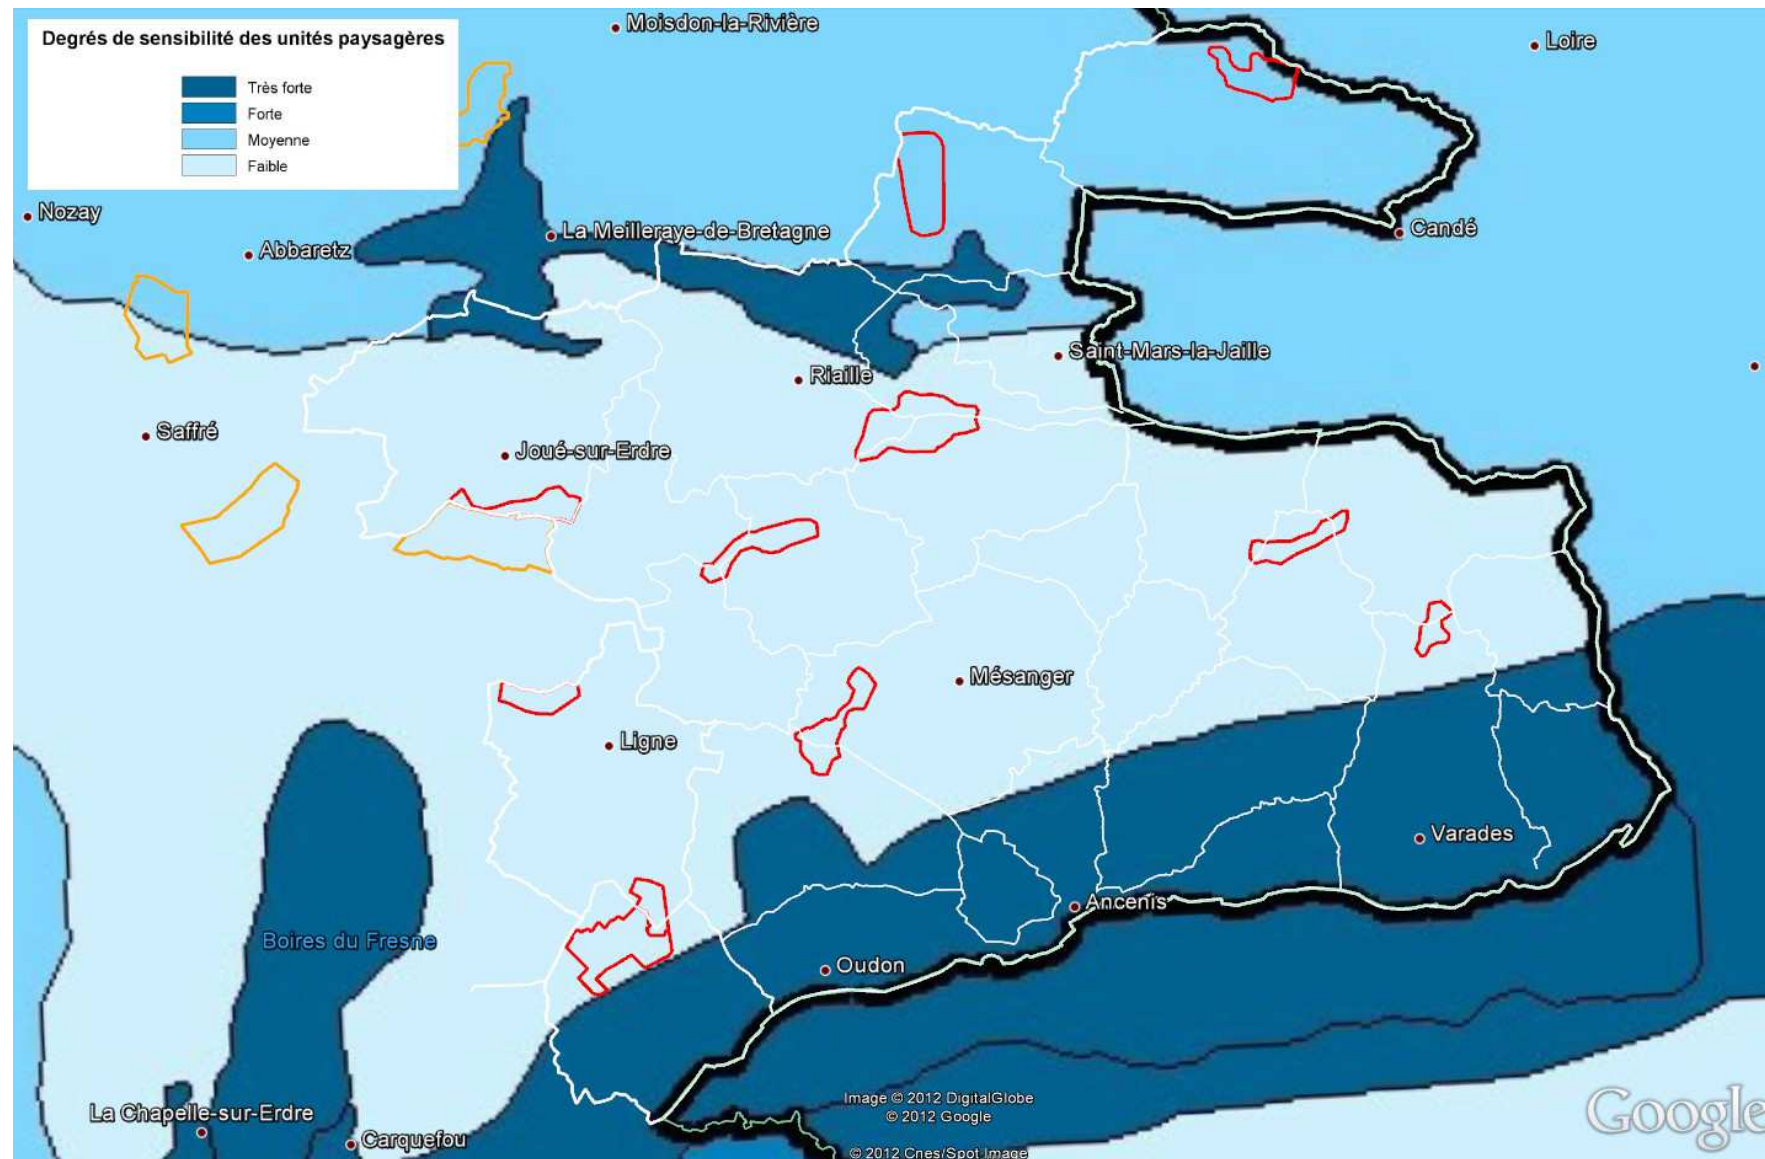 Degrés de sensibilité des unités paysagères
Très forte
Forte
Moyenne
Faible
Moisdon-la-Rivière
Loire
Nozay
Abbaretz
La Meilleraye-de-Bretagne
Candé
Saint-Mars-la-Jaille
Riaille
Saffré
Joué-sur-Erdre
Mésanger
Ligne
Varades
Ancenis
Boires du Fresne
Oudon
La Chapelle-sur-Erdre
Carquefou
Image © 2012 DigitalGlobe
© 2012 Google
© 2012 Cnes/Spot Image
Google